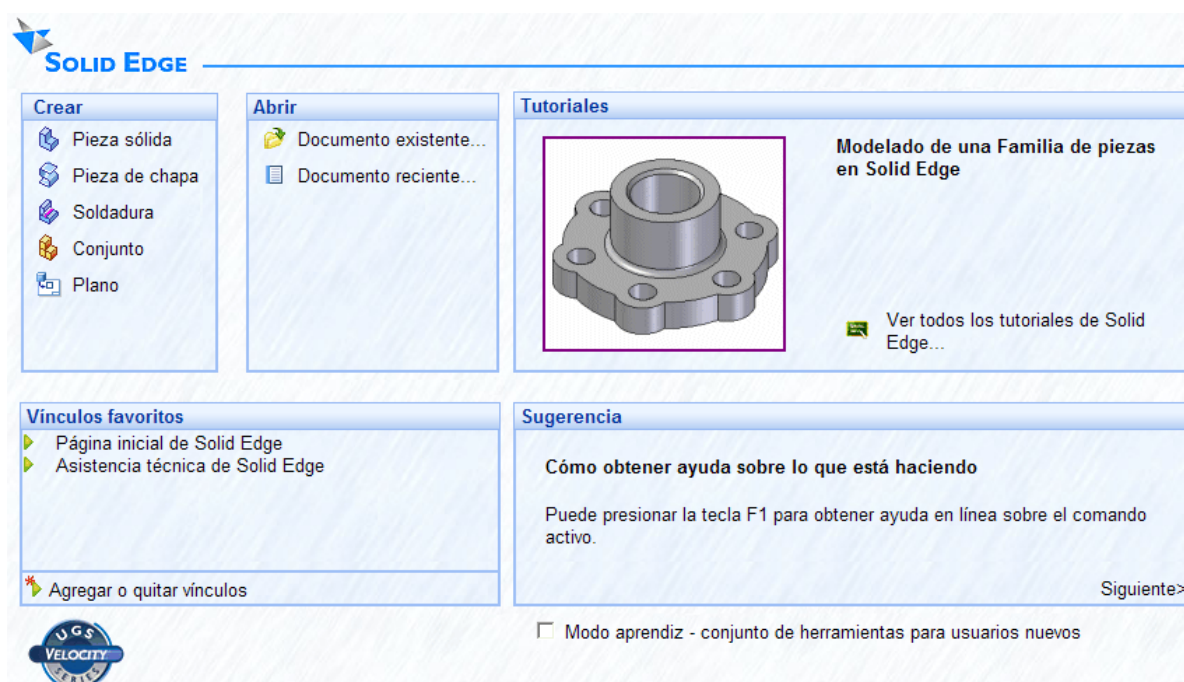 SOLID EDGE
Crear
Pieza sólida
Pieza de chapa
Soldadura
Conjunto
Plano
Abrir
Documento existente...
Documento reciente...
Tutoriales
Modelado de una Familia de piezas
en Solid Edge
Ver todos los tutoriales de Solid
Edge...
Vínculos favoritos
Página inicial de Solid Edge
Asistencia técnica de Solid Edge
Agregar o quitar vínculos
Sugerencia
Cómo obtener ayuda sobre lo que está haciendo
Puede presionar la tecla F1 para obtener ayuda en línea sobre el comando
activo.
Siguiente>
Modo aprendiz - conjunto de herramientas para usuarios nuevos
UGS
VELOCITY
SERIES